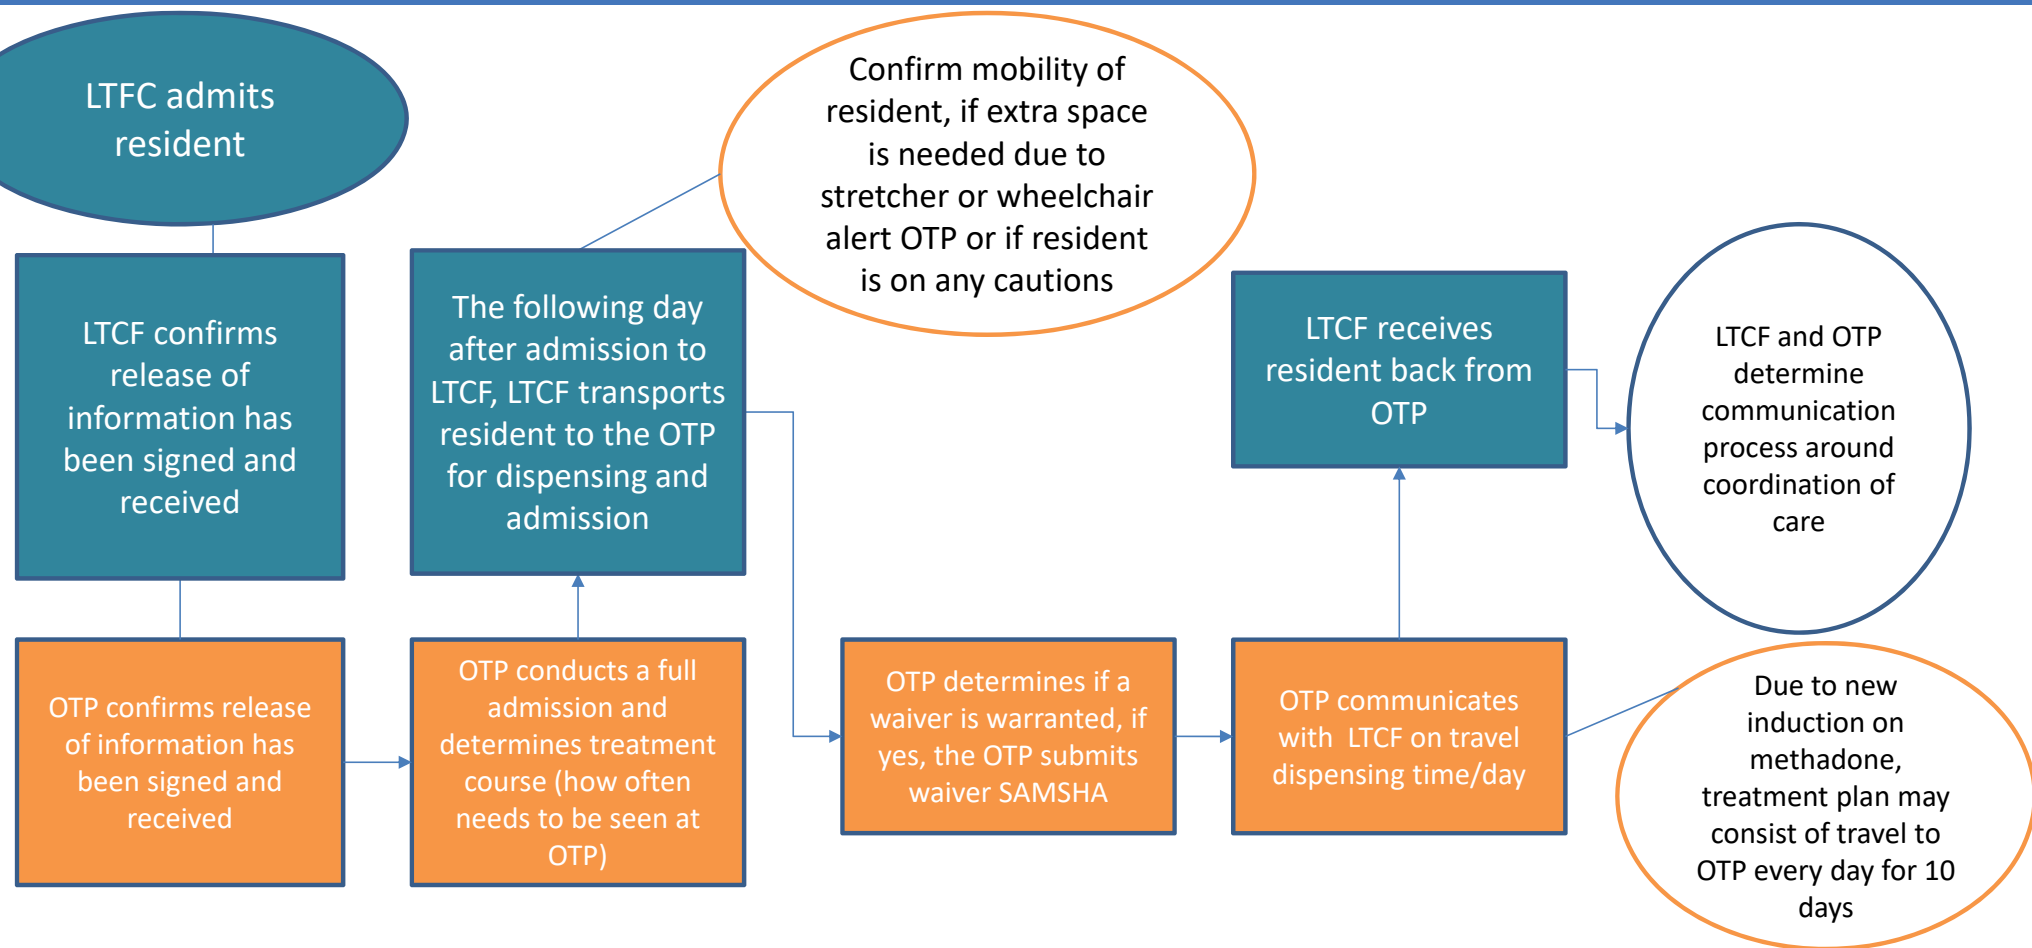 LTFC admits
resident
LTCF confirms
release of
information has
been signed and
received
OTP confirms release
of information has
been signed and
received
OTP conducts a full
admission and
determines treatment
course (how often
needs to be seen at
OTP)
The following day
after admission to
LTCF, LTCF transports
resident to the OTP
for dispensing and
admission
Confirm mobility of
resident, if extra space
is needed due to
stretcher or wheelchair
alert OTP or if resident
is on any cautions
OTP determines if a
waiver is warranted, if
yes, the OTP submits
waiver SAMSHA
OTP communicates
with LTCF on travel
dispensing time/day
Due to new
induction on
methadone,
treatment plan may
consist of travel to
OTP every day for 10
days
LTCF receives
resident back from
OTP
LTCF and OTP
determine
communication
process around
coordination of
care